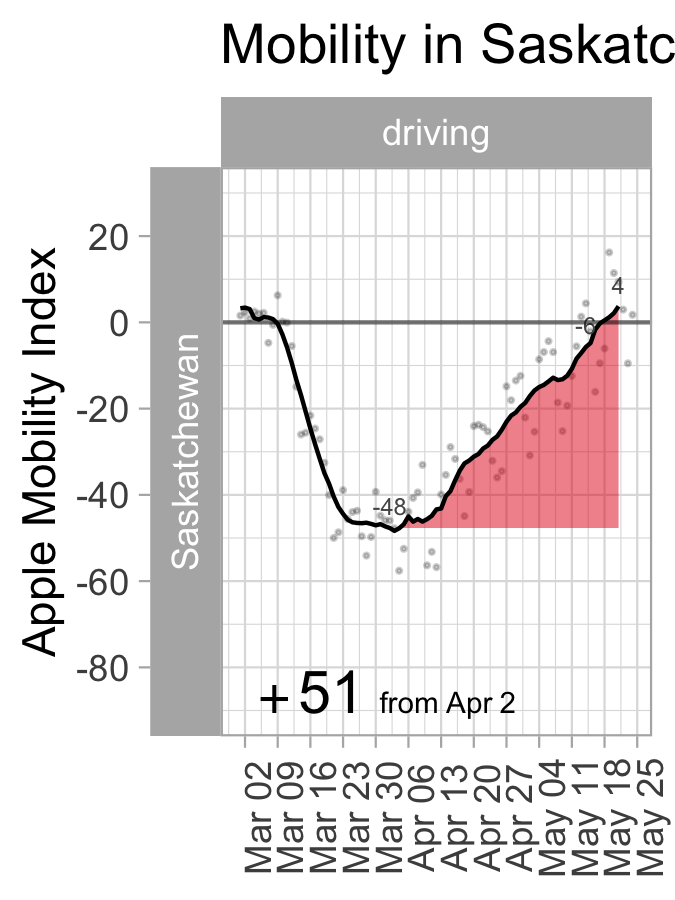 Mobility in Saskatc
driving
Apple Mobility Index
Saskatchewan
20
0
-20
-40
-60
-80
4
-6
-48
+51 from Apr 2
Mar 02
Mar 09
Mar 16
Mar 23
Mar 30
Apr 06
Apr 13
Apr 20
Apr 27
May 04
May 11
May 18
May 25